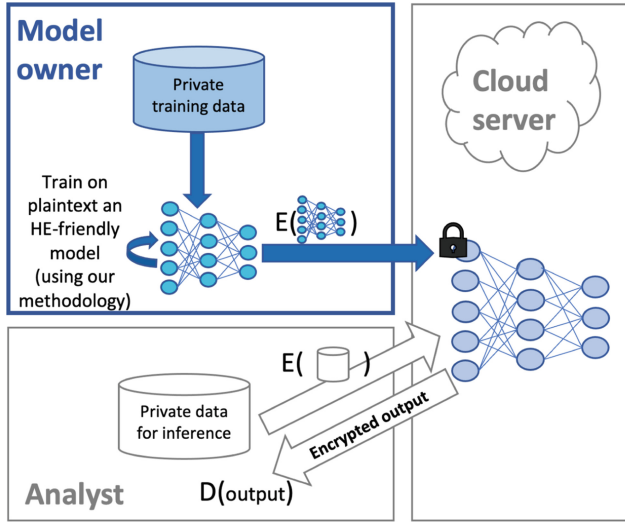 Model
owner
Private
training data
Train on
plaintext an
HE-friendly
model
(using our
methodology)
E( )
Cloud
server
E( )
Private data
for inference
Encrypted output
D(output)
Analyst